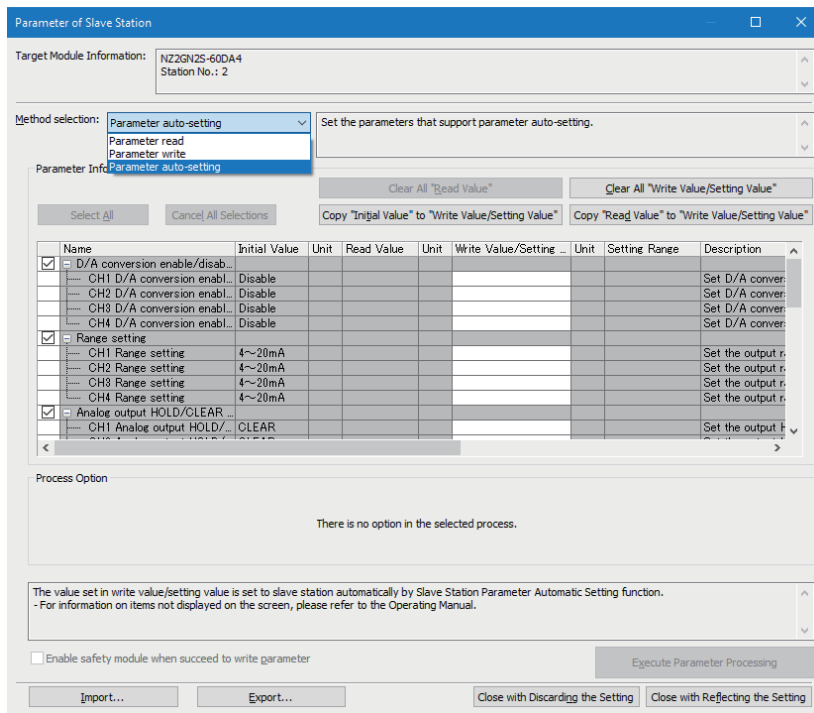 Parameter of Slave Station
Target Module Information:
NZ2GN2S-60DA4
Station No.: 2
Method selection:
Parameter auto-setting
Set the parameters that support parameter auto-setting.
Parameter read
Parameter write
Parameter auto-setting
Parameter Info
Clear All "Read Value"
Clear All "Write Value/Setting Value"
Select All
Cancel All Selections
Copy "Initial Value" to "Write Value/Setting Value"
Copy "Read Value" to "Write Value/Setting Value"
Name Initial Value Unit Read Value Unit Write Value/Setting ... Unit Setting Range Description
D/A conversion enable/disab...
CH1 D/A conversion enabl... Disable Set D/A conver
CH2 D/A conversion enabl... Disable Set D/A conver
CH3 D/A conversion enabl... Disable Set D/A conver
CH4 D/A conversion enabl... Disable Set D/A conver
Range setting
CH1 Range setting 4～20mA Set the output r
CH2 Range setting 4～20mA Set the output r
CH3 Range setting 4～20mA Set the output r
CH4 Range setting 4～20mA Set the output r
Analog output HOLD/CLEAR ...
CH1 Analog output HOLD/... CLEAR Set the output H
Process Option
There is no option in the selected process.
The value set in write value/setting value is set to slave station automatically by Slave Station Parameter Automatic Setting function.
- For information on items not displayed on the screen, please refer to the Operating Manual.
Enable safety module when succeed to write parameter
Execute Parameter Processing
Import...
Export...
Close with Discarding the Setting
Close with Reflecting the Setting